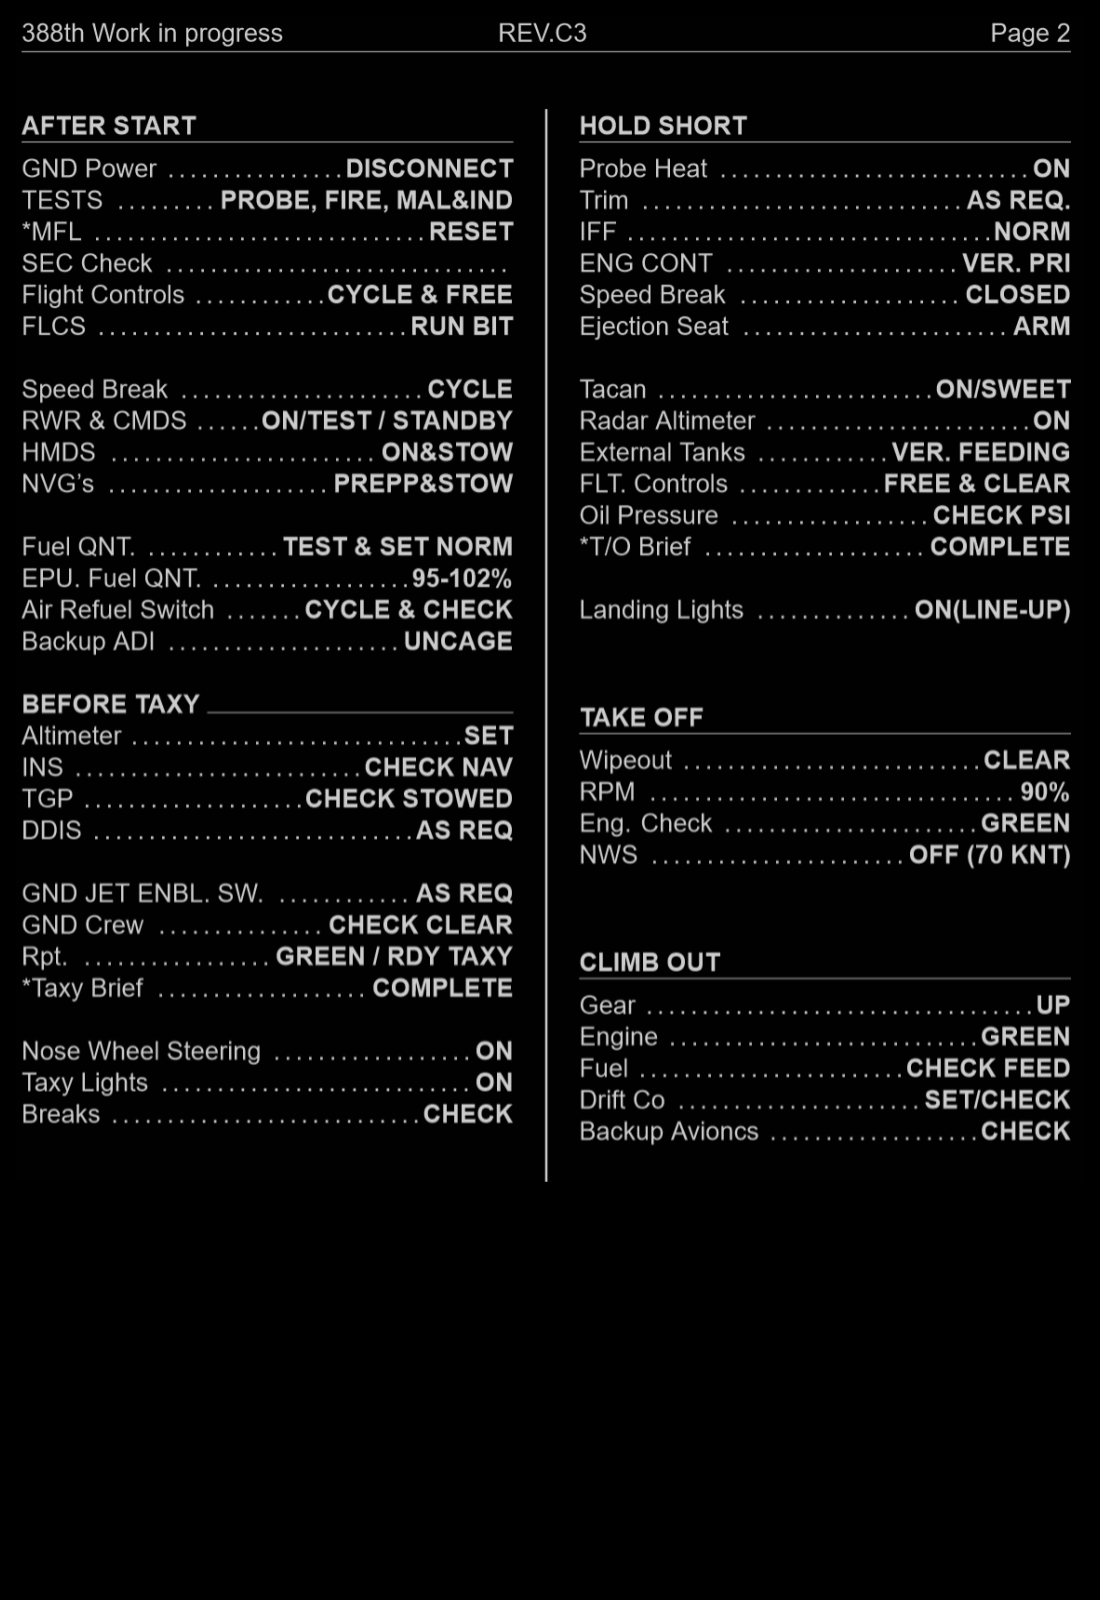 388th Work in progress REV.C3 Page 2
AFTER START
GND Power ................ DISCONNECT
TESTS ......... PROBE, FIRE, MAL&IND
*MFL .............................. RESET
SEC Check ...............................
Flight Controls ............ CYCLE & FREE
FLCS ............................ RUN BIT
Speed Break ...................... CYCLE
RWR & CMDS ...... ON/TEST / STANDBY
HMDS ........................ ON&STOW
NVG’s .................... PREPP&STOW
Fuel QNT. ............ TEST & SET NORM
EPU. Fuel QNT. .................. 95-102%
Air Refuel Switch ....... CYCLE & CHECK
Backup ADI ..................... UNCAGE
BEFORE TAXY
Altimeter .............................. SET
INS .......................... CHECK NAV
TGP .................... CHECK STOWED
DDIS ............................. AS REQ
GND JET ENBL. SW. ............ AS REQ
GND Crew ............... CHECK CLEAR
Rpt. ................. GREEN / RDY TAXY
*Taxy Brief ................... COMPLETE
Nose Wheel Steering .................. ON
Taxy Lights ............................ ON
Breaks ............................ CHECK
HOLD SHORT
Probe Heat ............................ ON
Trim ............................. AS REQ.
IFF ................................. NORM
ENG CONT ..................... VER. PRI
Speed Break .................... CLOSED
Ejection Seat ........................ ARM
Tacan ......................... ON/SWEET
Radar Altimeter ........................ ON
External Tanks ............ VER. FEEDING
FLT. Controls ............. FREE & CLEAR
Oil Pressure .................. CHECK PSI
*T/O Brief .................... COMPLETE
Landing Lights .............. ON(LINE-UP)
TAKE OFF
Wipeout ........................... CLEAR
RPM ................................. 90%
Eng. Check ....................... GREEN
NWS ....................... OFF (70 KNT)
CLIMB OUT
Gear ................................... UP
Engine ............................ GREEN
Fuel ........................ CHECK FEED
Drift Co ...................... SET/CHECK
Backup Avioncs ................... CHECK